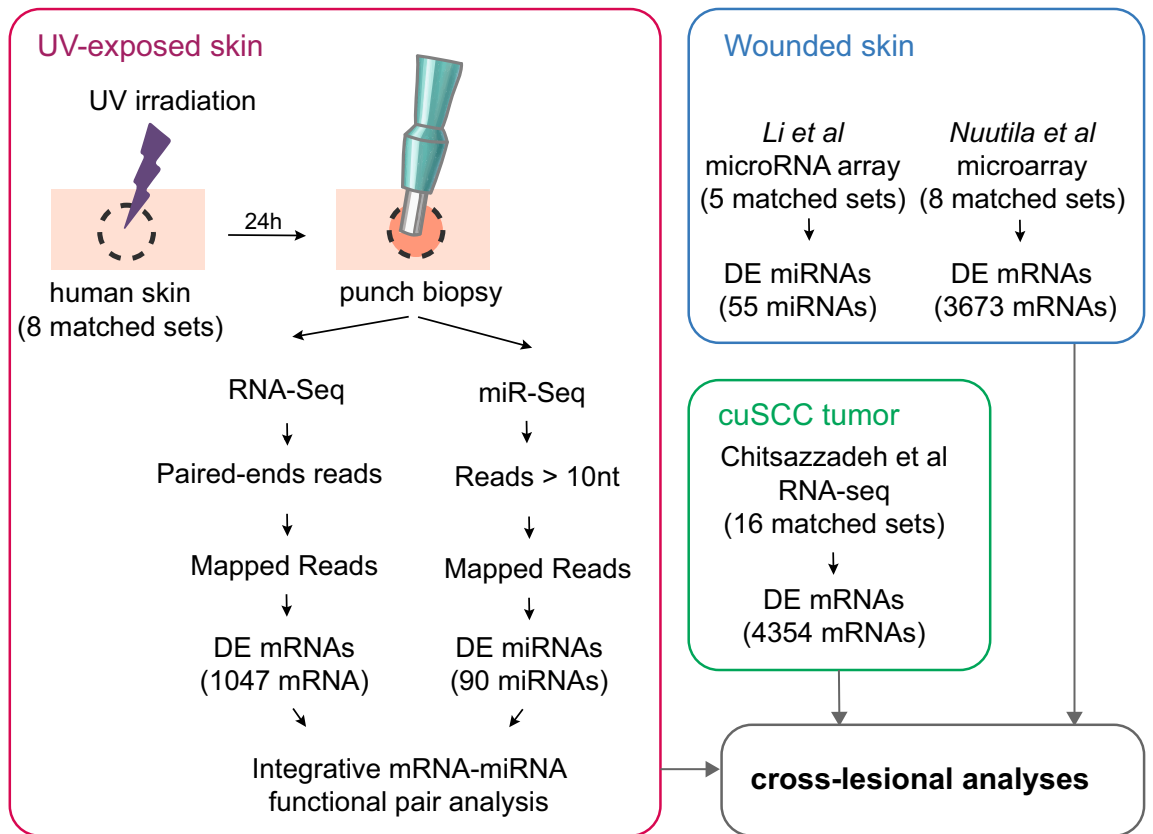 UV-exposed skin
UV irradiation
24h
human skin
(8 matched sets)
punch biopsy
RNA-Seq
Paired-ends reads
Mapped Reads
DE mRNAs
(1047 mRNA)
miR-Seq
Reads > 10nt
Mapped Reads
DE miRNAs
(90 miRNAs)
Integrative mRNA-miRNA
functional pair analysis
Wounded skin
Li et al
microRNA array
(5 matched sets)
DE miRNAs
(55 miRNAs)
Nuutila et al
microarray
(8 matched sets)
DE mRNAs
(3673 mRNAs)
cuSCC tumor
Chitsazzadeh et al
RNA-seq
(16 matched sets)
DE mRNAs
(4354 mRNAs)
cross-lesional analyses